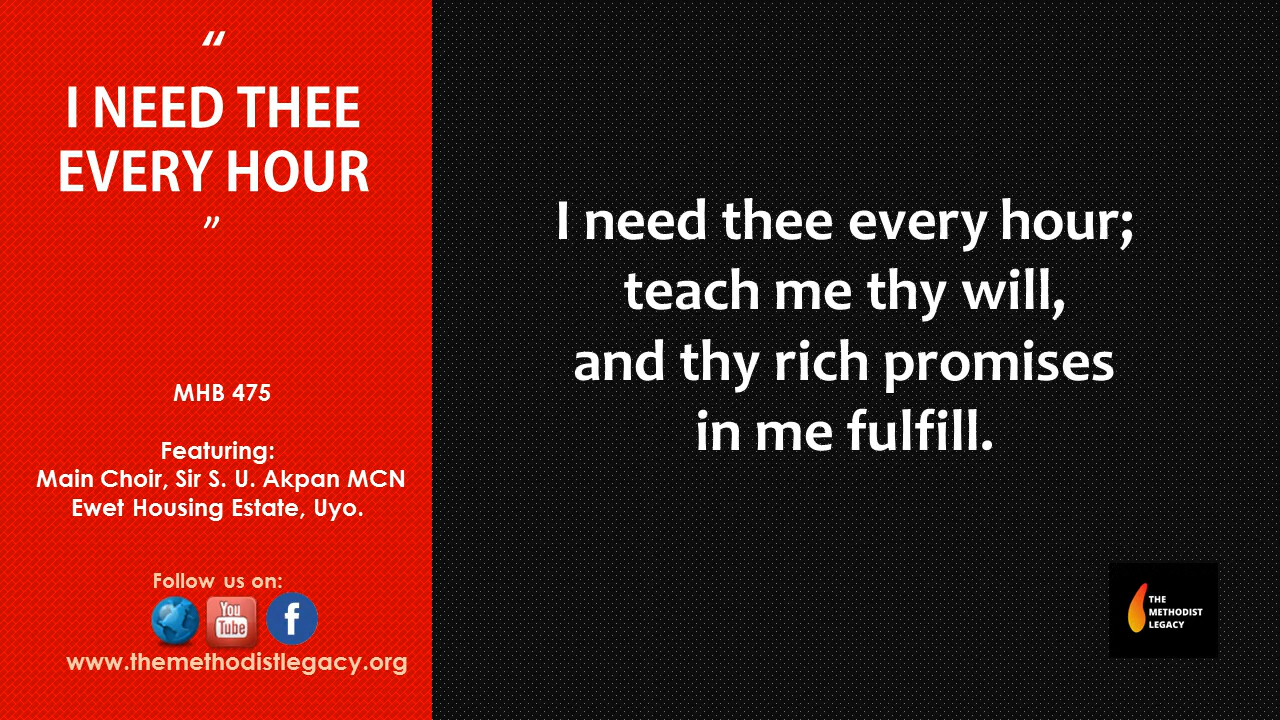 “
I NEED THEE
EVERY HOUR
”
MHB 475
Featuring:
Main Choir, Sir S. U. Akpan MCN
Ewet Housing Estate, Uyo.
Follow us on:
You
Tube
f
www.themethodistlegacy.org
I need thee every hour;
teach me thy will,
and thy rich promises
in me fulfill.
THE
METHODIST
LEGACY